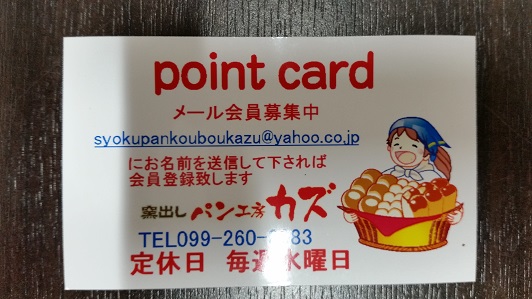 point card
メール会員募集中
syokupankouboukazu@yahoo.co.jp
にお名前を送信して下されば
会員登録致します
窯出し パン工房 カズ
定休日 毎週水曜日